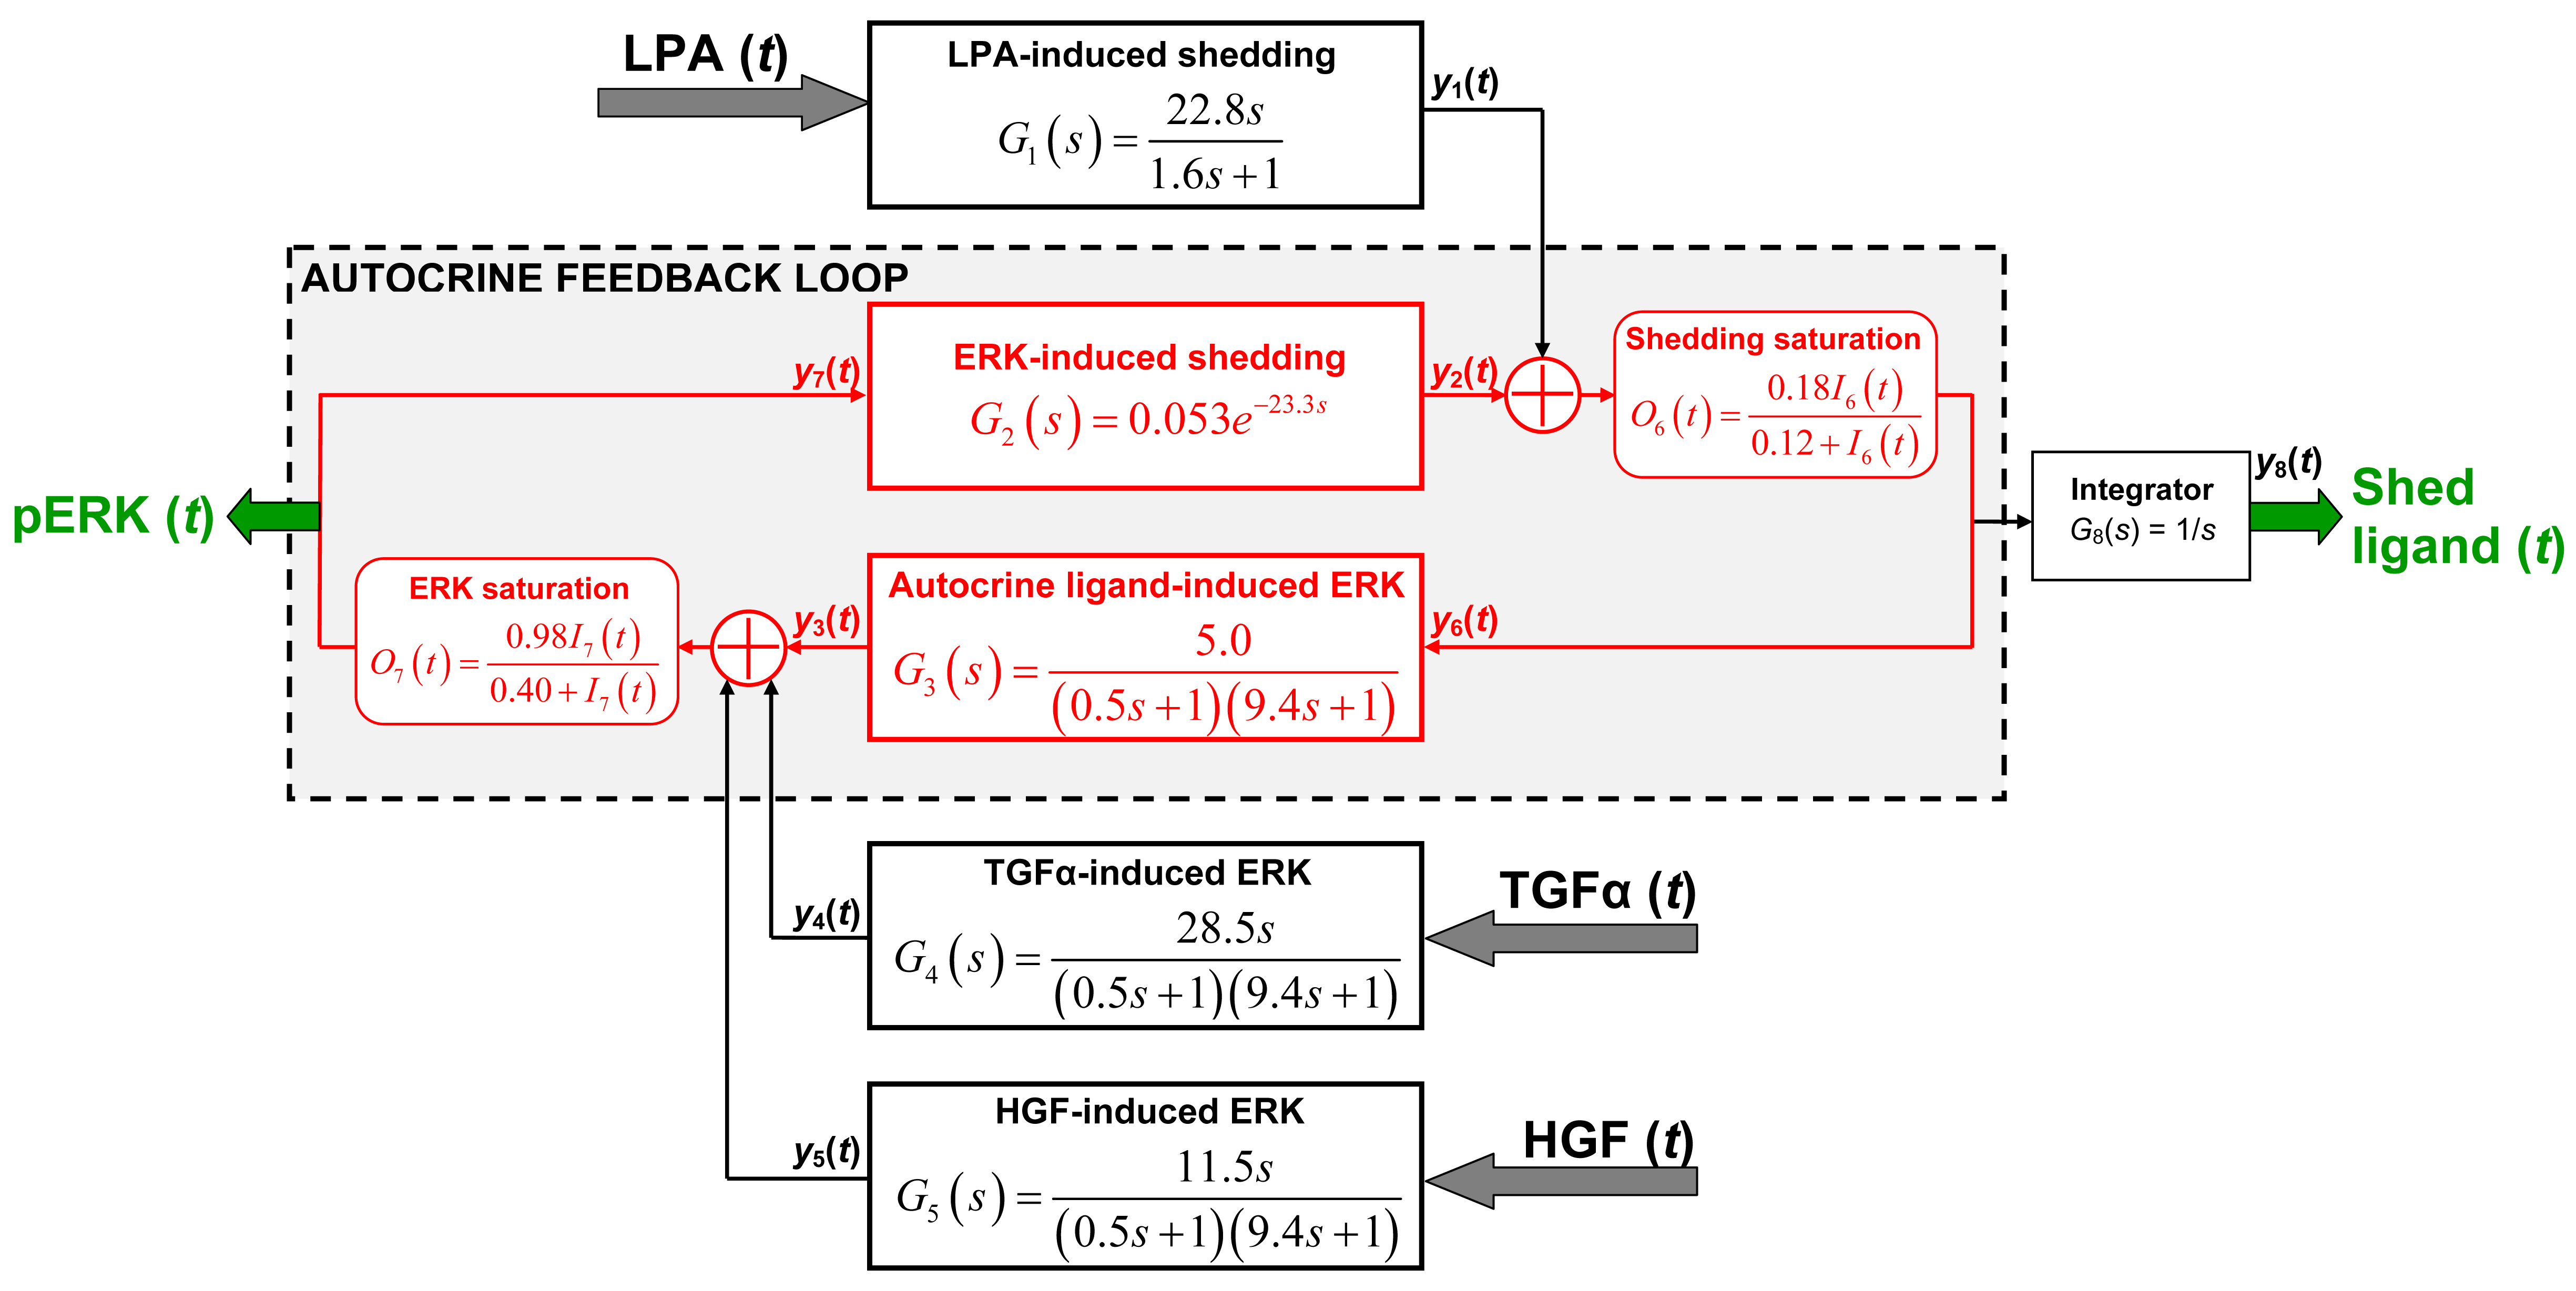 LPA (t)
LPA-induced shedding
G₁(s) = 22.8s / (1.6s + 1)
y₁(t)
AUTOCRINE FEEDBACK LOOP
y₇(t)
ERK-induced shedding
G₂(s) = 0.053e^(−23.3s)
y₂(t)
Shedding saturation
O₆(t) = 0.18I₆(t) / (0.12 + I₆(t))
pERK (t)
Integrator
G₈(s) = 1/s
y₈(t)
Shed
ligand (t)
ERK saturation
O₇(t) = 0.98I₇(t) / (0.40 + I₇(t))
y₃(t)
Autocrine ligand-induced ERK
G₃(s) = 5.0 / ((0.5s + 1)(9.4s + 1))
y₆(t)
y₄(t)
TGFα-induced ERK
G₄(s) = 28.5s / ((0.5s + 1)(9.4s + 1))
TGFα (t)
y₅(t)
HGF-induced ERK
G₅(s) = 11.5s / ((0.5s + 1)(9.4s + 1))
HGF (t)